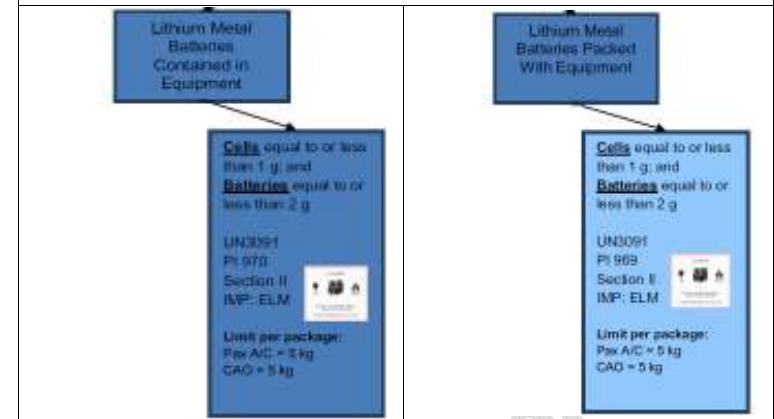 Lithium Metal
Batteries
Contained in
Equipment
Cells equal to or less
than 1 g; and
Batteries equal to or
less than 2 g
UN3091
PI 970
Section II
IMP: ELM
Limit per package:
Pax A/C = 5 kg
CAO = 5 kg
Lithium Metal
Batteries Packed
With Equipment
Cells equal to or less
than 1 g; and
Batteries equal to or
less than 2 g
UN3091
PI 969
Section II
IMP: ELM
Limit per package:
Pax A/C = 5 kg
CAO = 5 kg